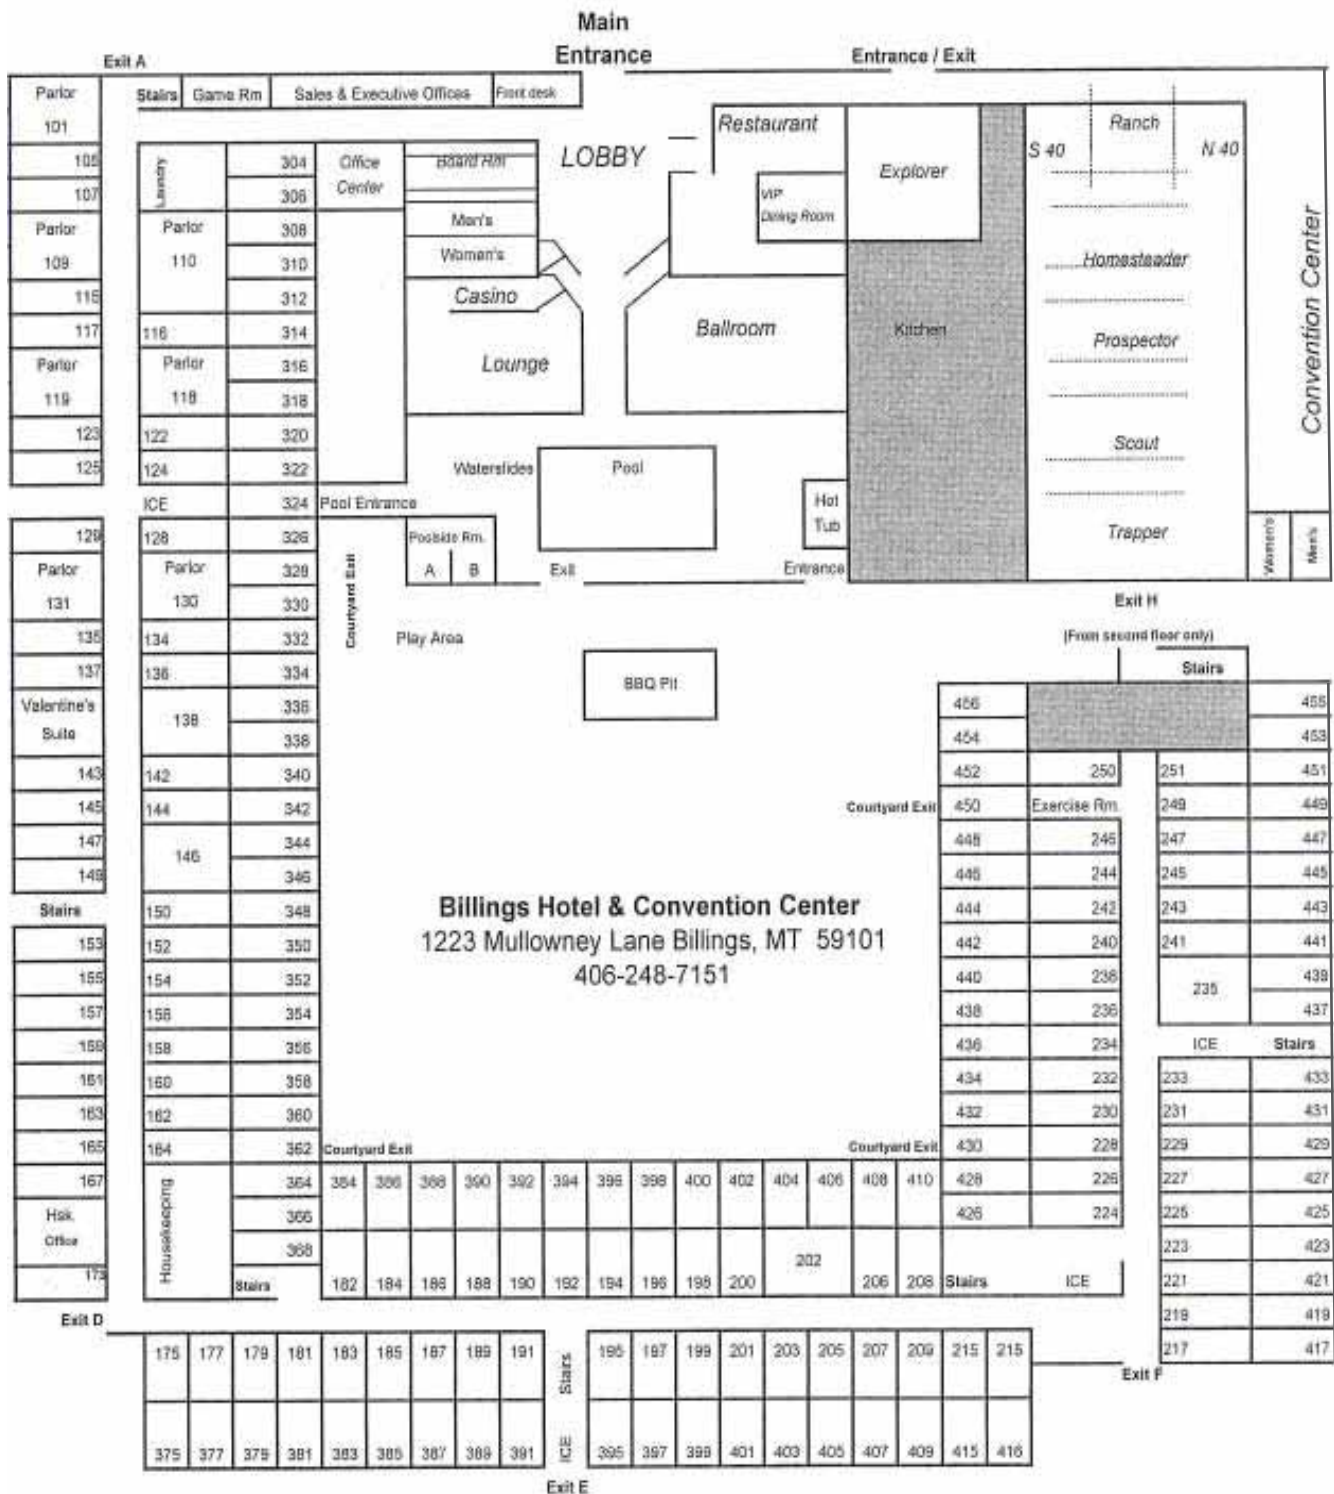 Main
Entrance
Exit A
Entrance / Exit
Parlor
101
105
107
Parlor
109
115
117
Parlor
119
123
125
129
Parlor
131
135
137
Valentine's
Suite
143
145
147
149
Stairs
153
155
157
159
161
163
165
167
Hsk.
Office
173
Exit D
Stairs
Game Rm
Sales & Executive Offices
Front desk
Laundry
Parlor
110
116
Parlor
118
122
124
ICE
128
Parlor
130
134
136
138
142
144
146
150
152
154
156
158
160
162
164
Housekeeping
304
306
308
310
312
314
316
318
320
322
324
326
328
330
332
334
336
338
340
342
344
346
348
350
352
354
356
358
360
362
364
366
368
Stairs
Office
Center
Board Rm
Men's
Women's
Casino
Lounge
LOBBY
Restaurant
VIP
Dining Room
Explorer
Ballroom
Kitchen
S 40
Ranch
N 40
Homesteader
Prospector
Scout
Trapper
Convention Center
Women's
Men's
Waterslides
Pool
Hot
Tub
Pool Entrance
Poolside Rm.
A
B
Exit
Entrance
Courtyard Exit
Play Area
BBQ Pit
Exit H
(From second floor only)
Stairs
Billings Hotel & Convention Center
1223 Mullowney Lane Billings, MT 59101
406-248-7151
Courtyard Exit
456
454
452
450
448
446
444
442
440
438
436
434
432
430
428
426
250
Exercise Rm.
246
244
242
240
238
236
234
232
230
228
226
224
251
249
247
245
243
241
235
ICE
Stairs
233
231
229
227
225
223
221
219
217
455
453
451
449
447
445
443
441
439
437
433
431
429
427
425
423
421
419
417
Courtyard Exit
Courtyard Exit
384 386 388 390 392 394 396 398 400 402 404 406 408 410
182 184 186 188 190 192 194 196 198 200 202 206 208 Stairs ICE
175 177 179 181 183 185 187 189 191 Stairs 195 197 199 201 203 205 207 209 215 215
Exit F
375 377 379 381 383 385 387 389 391 ICE 395 397 399 401 403 405 407 409 415 416
Exit E